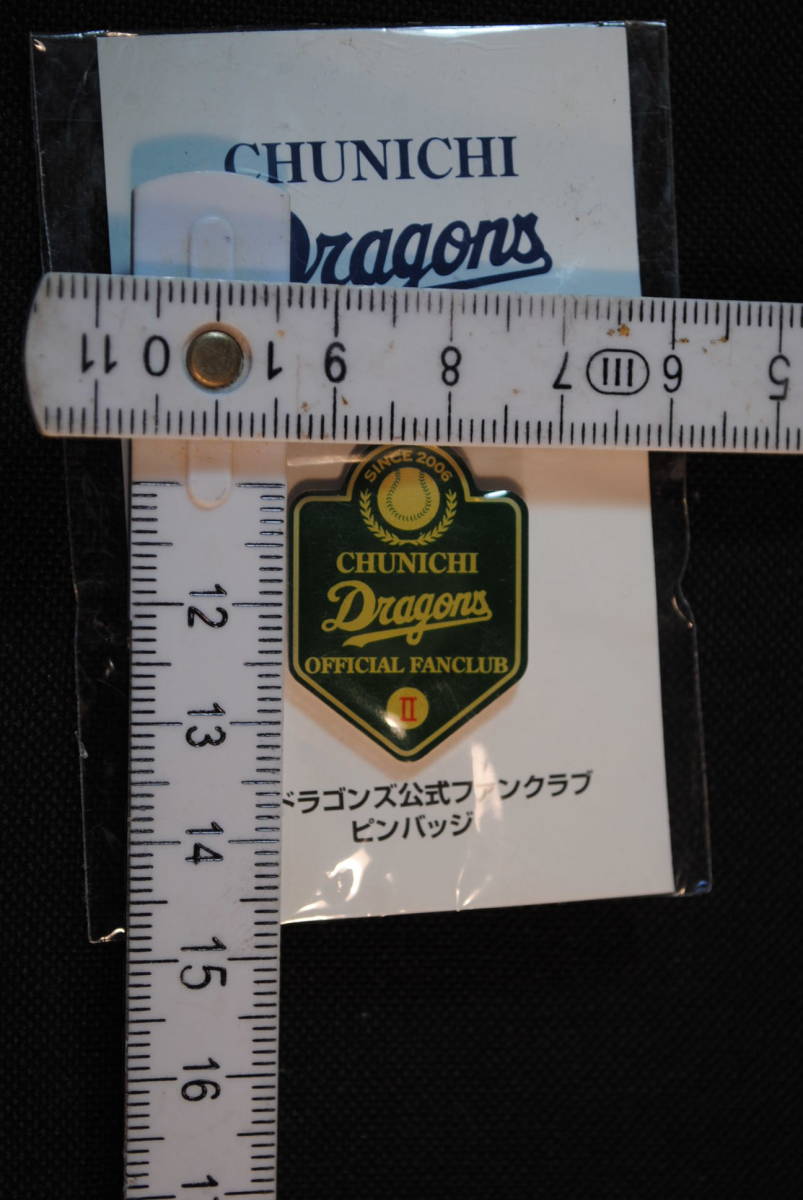 CHUNICHI
Dragons
11 10 9 8 7 III 6 5
SINCE 2006
CHUNICHI
Dragons
OFFICIAL FANCLUB
II
12
13
14
15
16
ドラゴンズ公式ファンクラブ
ピンバッジ